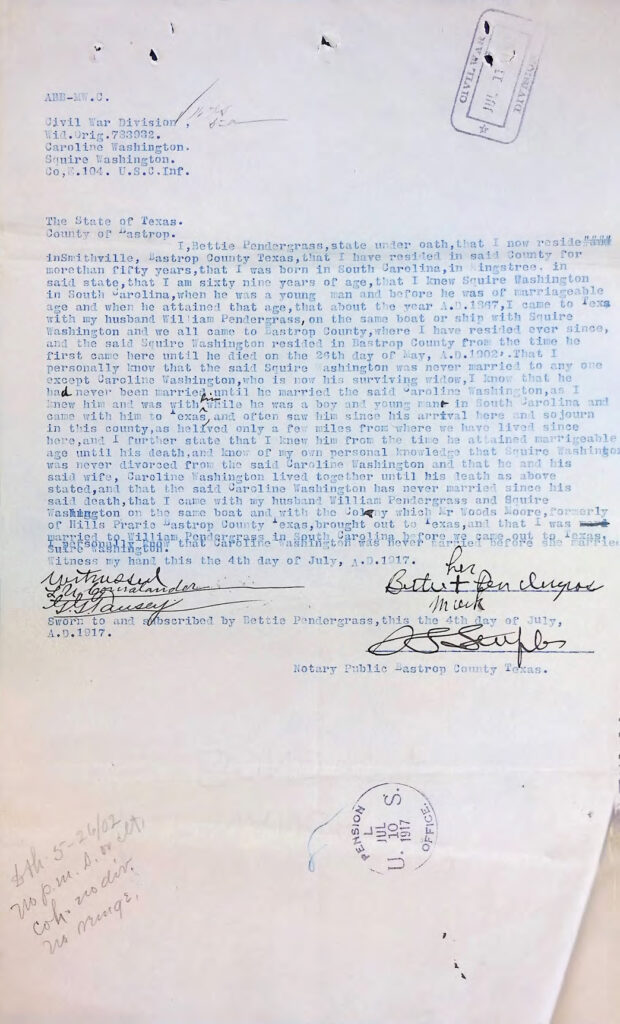 CIVIL WAR
JUL 11
DIVISION
ABB-MW.C.
Civil War Division,
Wid.Orig.783982.
Caroline Washington.
Squire Washington.
Co,E.104. U.S.C.Inf.
The State of Texas.
County of Bastrop.
I,Bettie Pendergrass,state under oath,that I now reside
inSmithville, Bastrop County Texas,that I have resided in said County for
morethan fifty years,that I was born in South Carolina,in Kingstree, in
said state,that I am sixty nine years of age,that I knew Squire Washington
in South Carolina,when he was a young man and before he was of marriageable
age and when he attained that age,that about the year A.D.1867,I came to Texs
with my husband William Pendergrass,on the same boat or ship with Squire
Washington and we all came to Bastrop County,where I have resided ever since,
and the said Squire Washington resided in Bastrop County from the time he
first came here until he died on the 26th day of May, A.D.1902.That I
personally know that the said Squire Washington was never married to any one
except Caroline Washington,who is now his surviving widow,I know that he
had never been married until he married the said Caroline Washington,as I
knew him and was with him while he was a boy and young man in South Carolina and
came with him to Texas,and often saw him since his arrival here and sojourn
in this county,as helived only a few miles from where we have lived since
here,and I further state that I knew him from the time he attained marrigeable
age until his death,and know of my own personal knowledge that Squire Washington
was never divorced from the said Caroline Washington and that he and his
said wife, Caroline Washington lived together until his death as above
stated,and that the said Caroline Washington has never married since his
said death,that I came with my husband William Pendergrass and Squire
Washington on the same boat and with the Colony which Mr Woods Moore,formerly
of Hills Prarie Bastrop County Texas,brought out to Texas,and that I was
married to William Pendergrass in South Carolina before we came out to Texas.
I personally know that Caroline Washington was never married before she married
Suire Washington.
Witness my hand this the 4th day of July, A.D.1917.
Witnessed
her
Bettie + Pendergras
mark
Sworn to and subscribed by Bettie Pendergrass,this the 4th day of July,
A.D.1917.
Notary Public Bastrop County Texas.
PENSION OFFICE.
JUL 10 1917
U. S.
Dth. 5-26/02
no p.m. s. or clt.
coh. no div.
no remge.